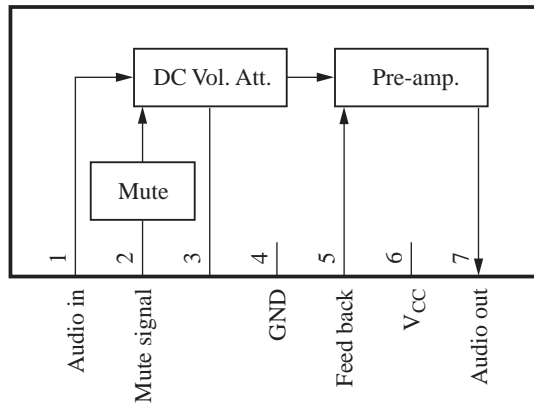 DC Vol. Att.
Pre-amp.
Mute
1
2
3
4
5
6
7
Audio in
Mute signal
GND
Feed back
VCC
Audio out